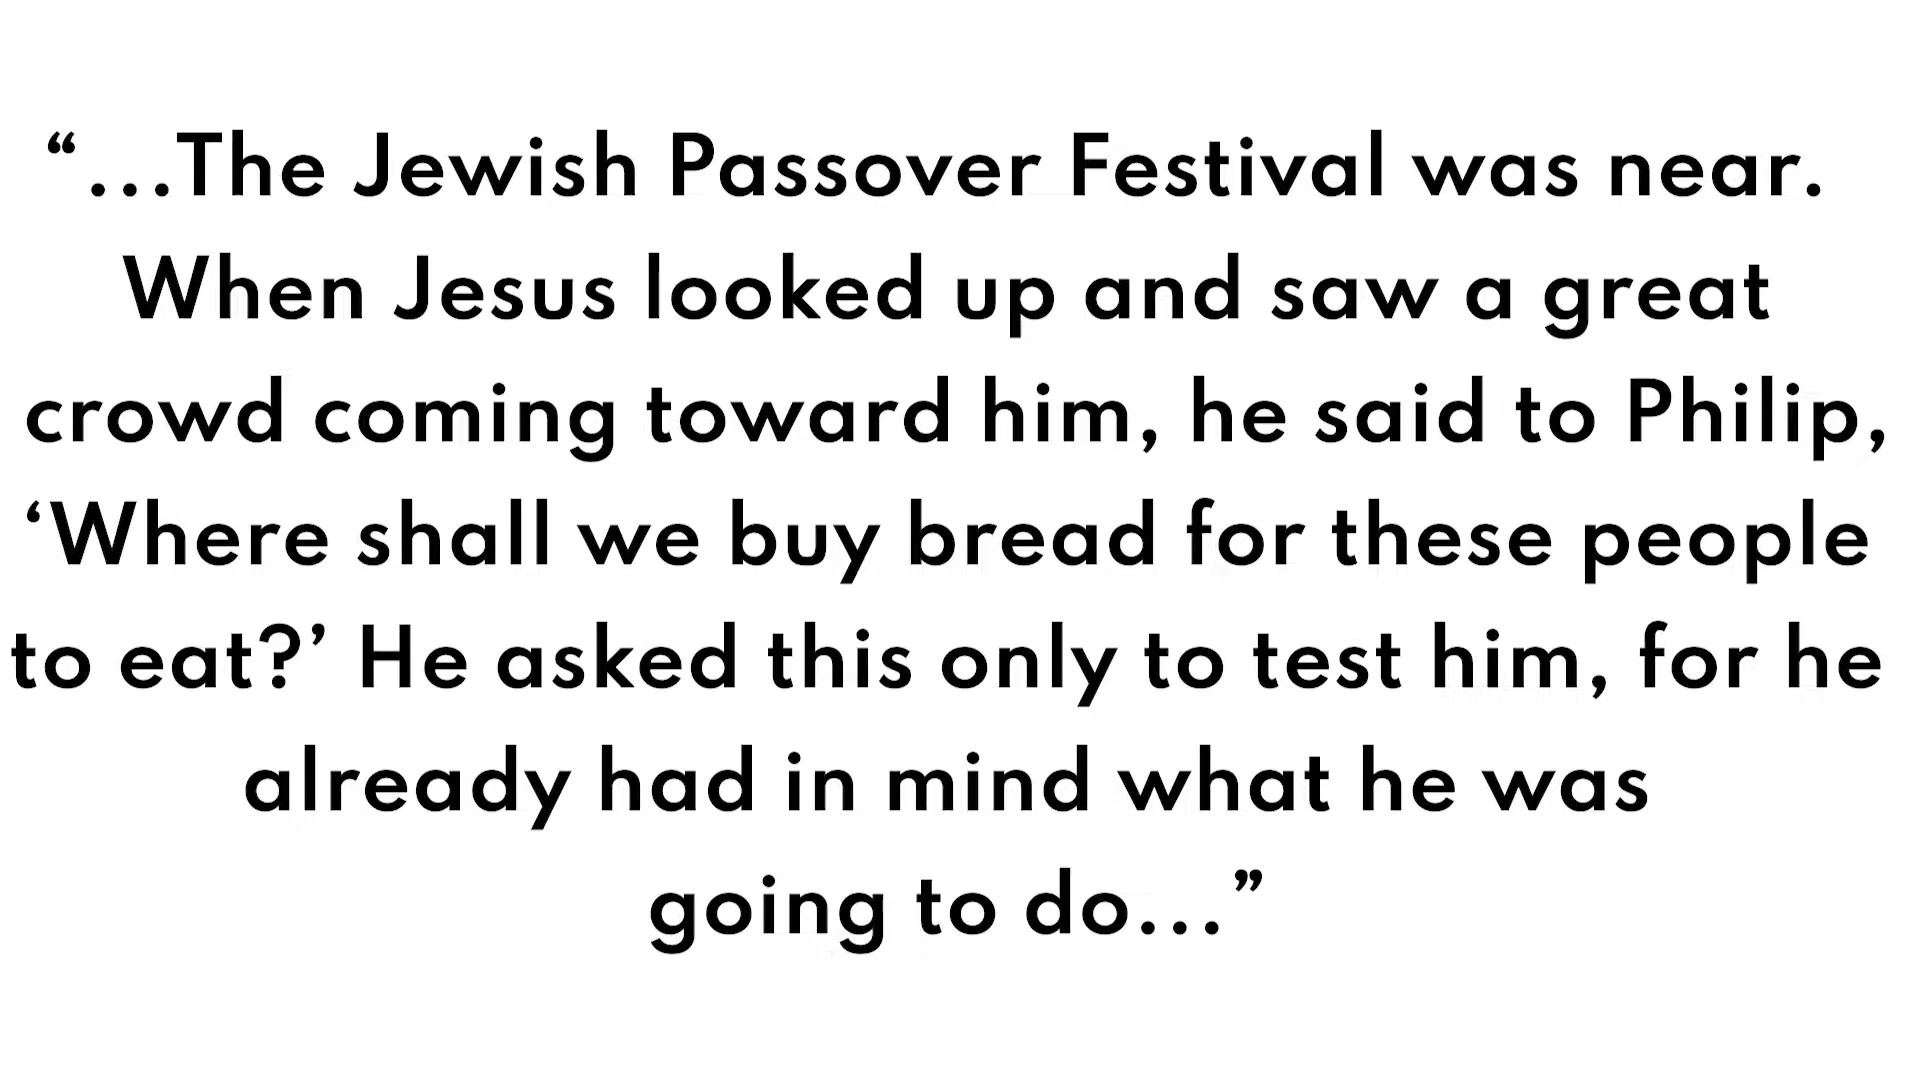 “...The Jewish Passover Festival was near.
When Jesus looked up and saw a great
crowd coming toward him, he said to Philip,
‘Where shall we buy bread for these people
to eat?’ He asked this only to test him, for he
already had in mind what he was
going to do...”